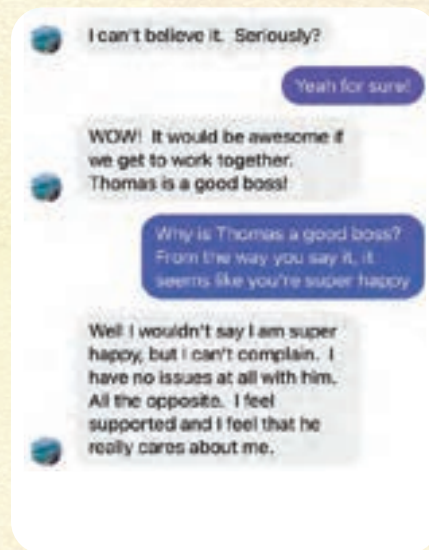 I can't believe it. Seriously?
Yeah for sure!
WOW! It would be awesome if
we get to work together.
Thomas is a good boss!
Why is Thomas a good boss?
From the way you say it, it
seems like you're super happy
Well I wouldn't say I am super
happy, but I can't complain. I
have no issues at all with him.
All the opposite. I feel
supported and I feel that he
really cares about me.